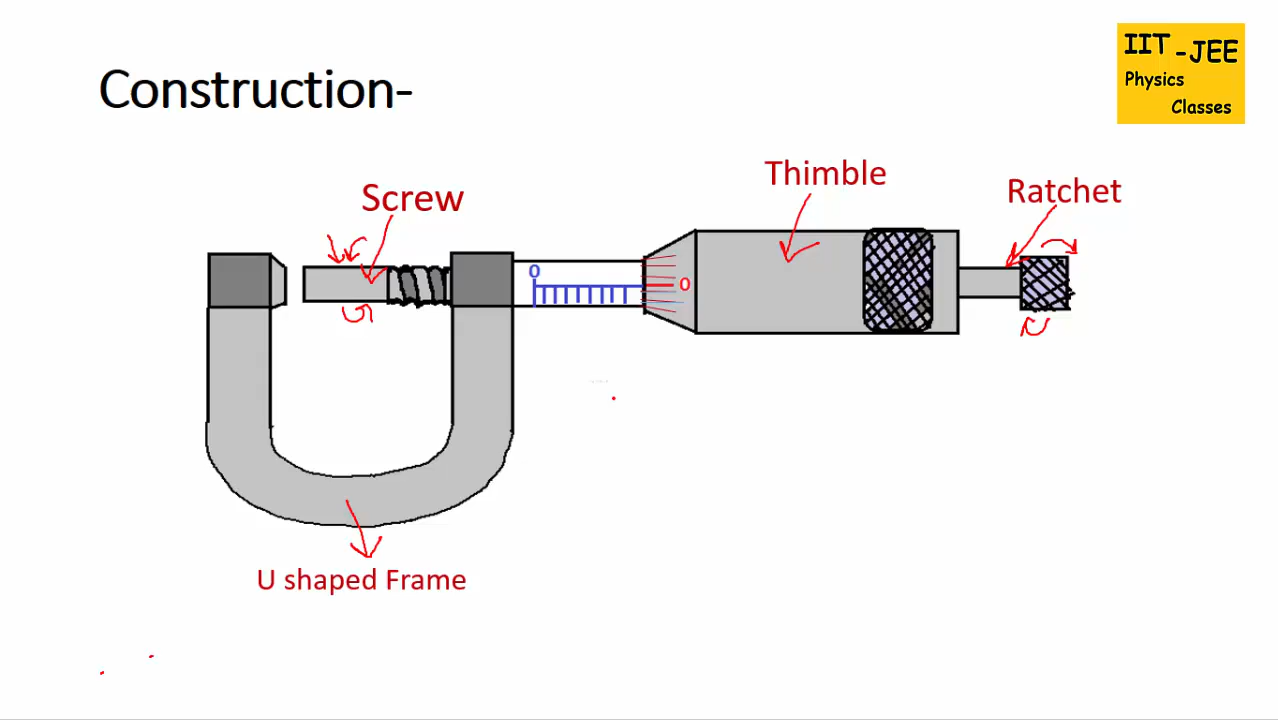 Construction-
IIT -JEE
Physics
Classes
Thimble
Screw
Ratchet
0
0
U shaped Frame